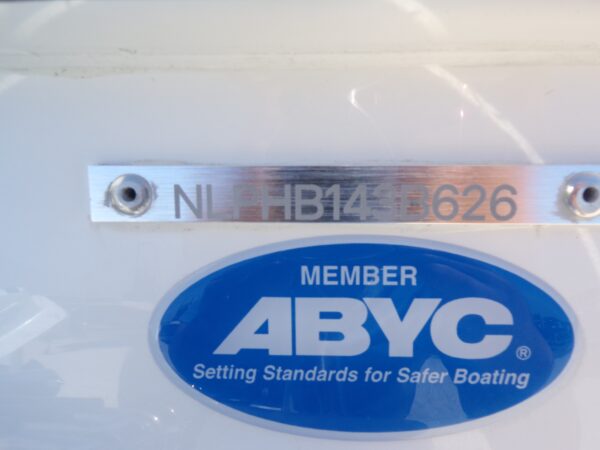 NLPHB143B626
MEMBER
ABYC®
Setting Standards for Safer Boating